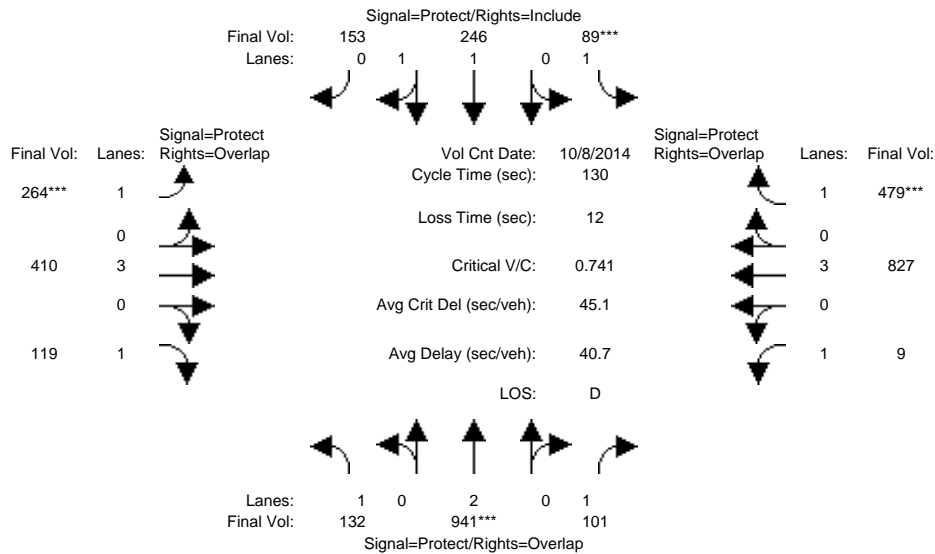 Signal=Protect/Rights=Include
Final Vol: 153 246 89***
Lanes: 0 1 1 0 1
Signal=Protect Signal=Protect
Final Vol: Lanes: Rights=Overlap Vol Cnt Date: 10/8/2014 Rights=Overlap Lanes: Final Vol:
Cycle Time (sec): 130
264*** 1 1 479***
Loss Time (sec): 12
0 0
410 3 Critical V/C: 0.741 3 827
0 Avg Crit Del (sec/veh): 45.1 0
119 1 Avg Delay (sec/veh): 40.7 1 9
LOS: D
Lanes: 1 0 2 0 1
Final Vol: 132 941*** 101
Signal=Protect/Rights=Overlap